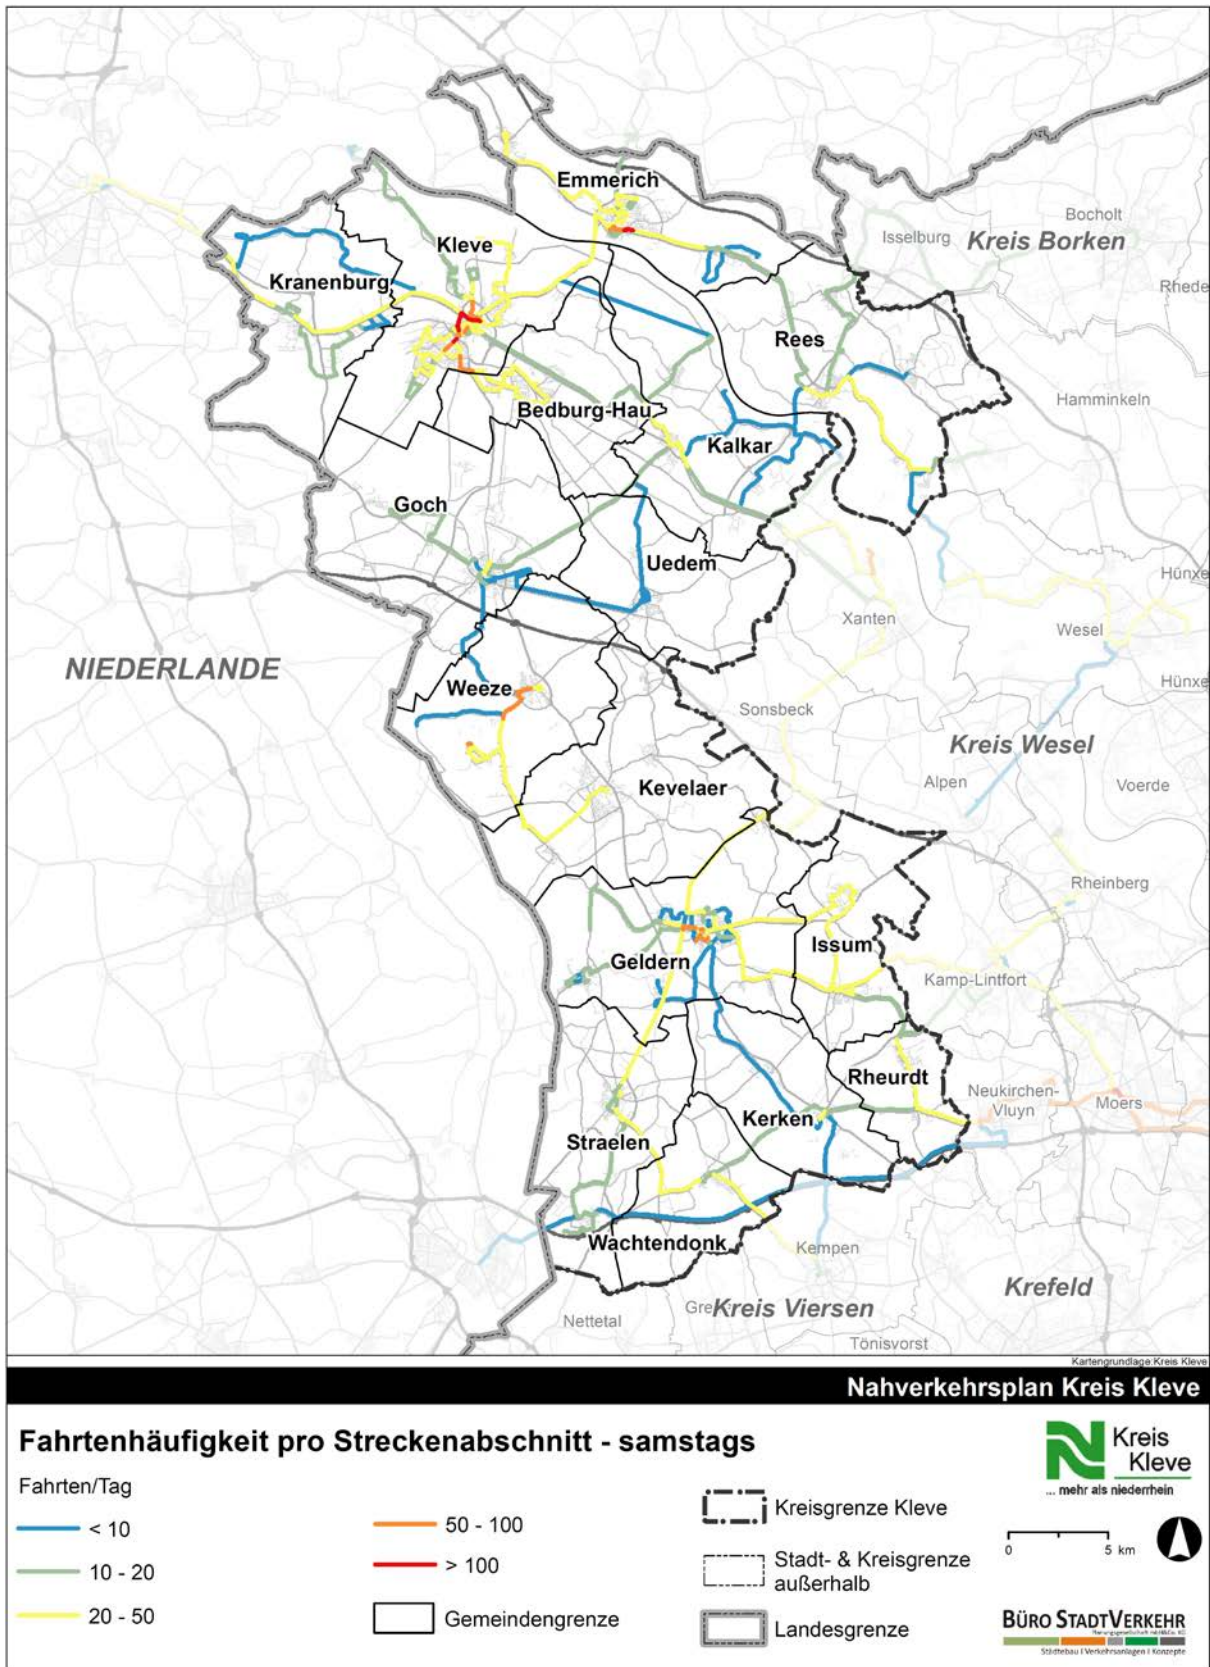 Emmerich
Bocholt
Isselburg
Kreis Borken
Kleve
Kranenburg
Rhede
Rees
Hamminkeln
Bedburg-Hau
Kalkar
Goch
Uedem
Hünxe
Xanten
Wesel
NIEDERLANDE
Weeze
Hünxe
Sonsbeck
Kreis Wesel
Alpen
Voerde
Kevelaer
Rheinberg
Issum
Geldern
Kamp-Lintfort
Rheurdt
Neukirchen-
Vluyn
Moers
Kerken
Straelen
Wachtendonk
Kempen
Krefeld
Kreis Viersen
Nettetal
Tönisvorst
Kartengrundlage:Kreis Kleve
Nahverkehrsplan Kreis Kleve
Fahrtenhäufigkeit pro Streckenabschnitt - samstags
Fahrten/Tag
< 10
10 - 20
20 - 50
50 - 100
> 100
Gemeindengrenze
Kreisgrenze Kleve
Stadt- & Kreisgrenze
außerhalb
Landesgrenze
Kreis
Kleve
... mehr als niederrhein
0 5 km
BÜRO STADTVERKEHR
Städtebau I Verkehrsanlagen I Konzepte